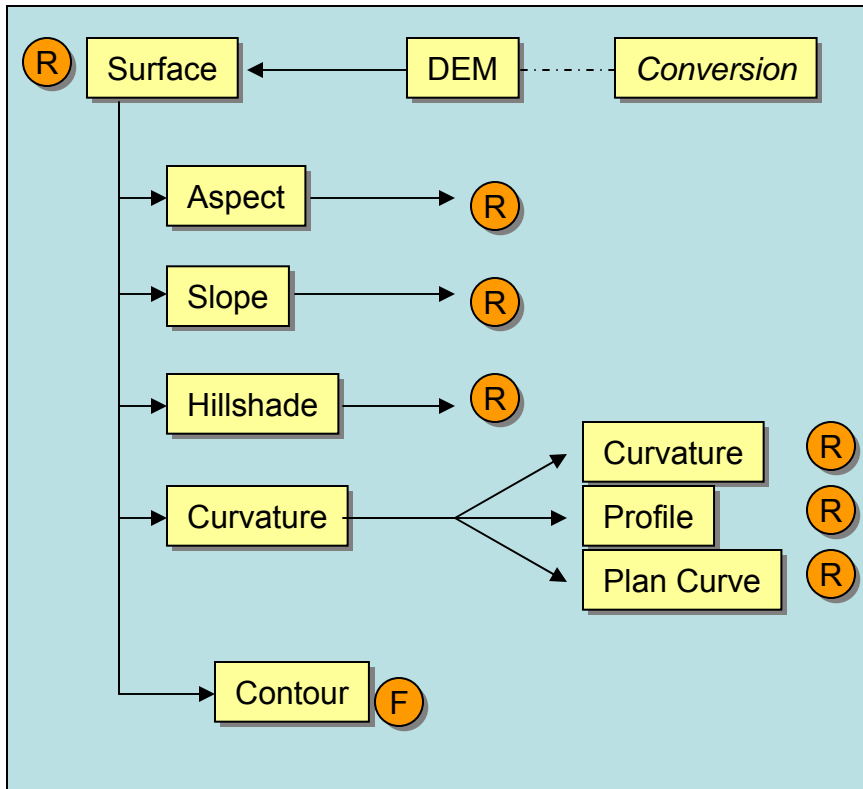 R Surface DEM Conversion
Aspect R
Slope R
Hillshade R
Curvature R
Curvature Profile R
Plan Curve R
Contour F